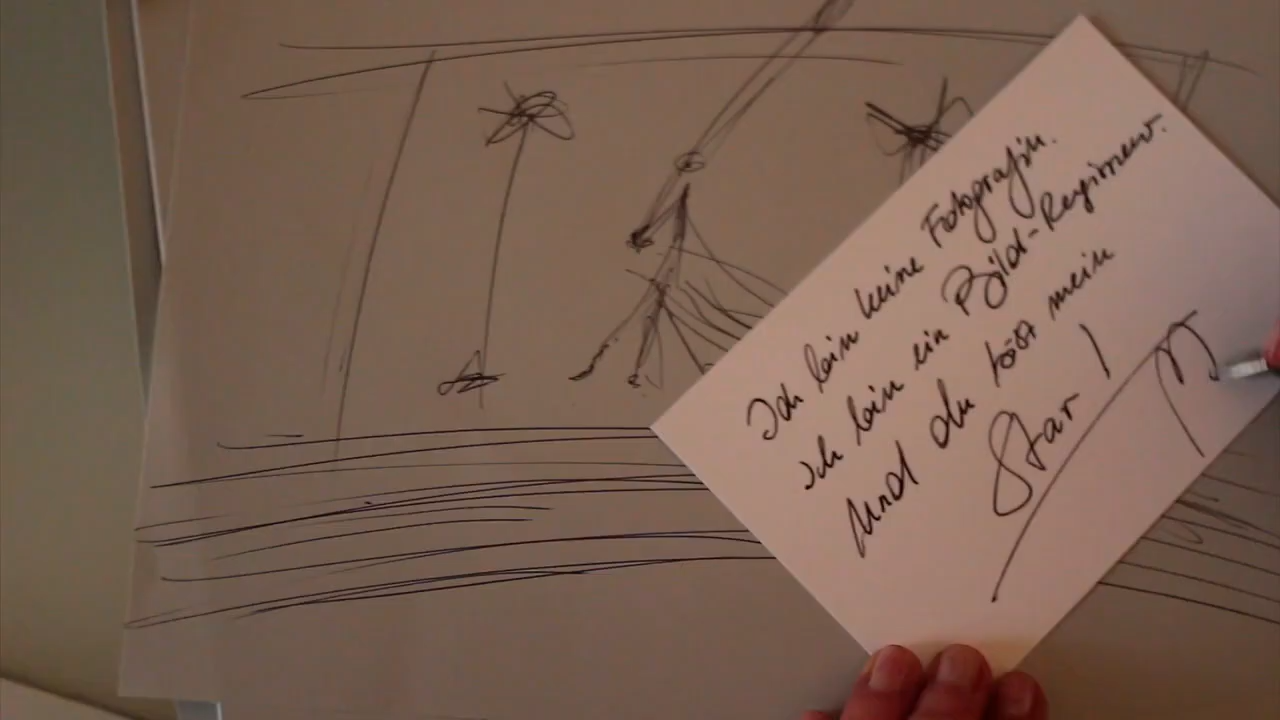 Ich bin keine Fotografin.
ich bin ein Bild-Regisseur.
Und du bist mein
Star!